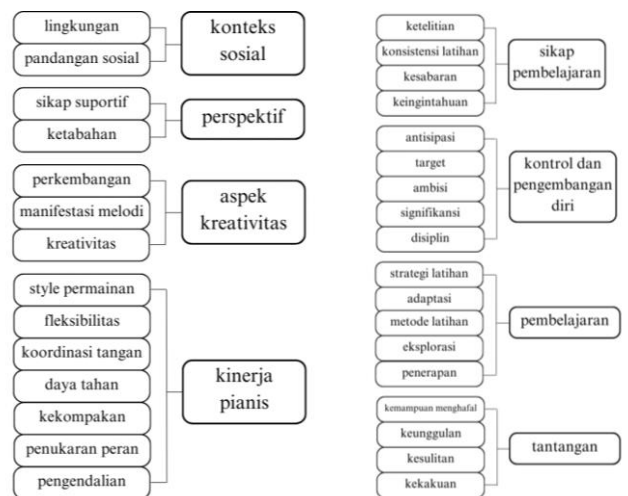 lingkungan
pandangan sosial
konteks
sosial
sikap suportif
ketabahan
perspektif
perkembangan
manifestasi melodi
kreativitas
aspek
kreativitas
style permainan
fleksibilitas
koordinasi tangan
daya tahan
kekompakan
penukaran peran
pengendalian
kinerja
pianis
ketelitian
konsistensi latihan
kesabaran
keingintahuan
sikap
pembelajaran
antisipasi
target
ambisi
signifikansi
disiplin
kontrol dan
pengembangan
diri
strategi latihan
adaptasi
metode latihan
eksplorasi
penerapan
pembelajaran
kemampuan menghafal
keunggulan
kesulitan
kekakuan
tantangan